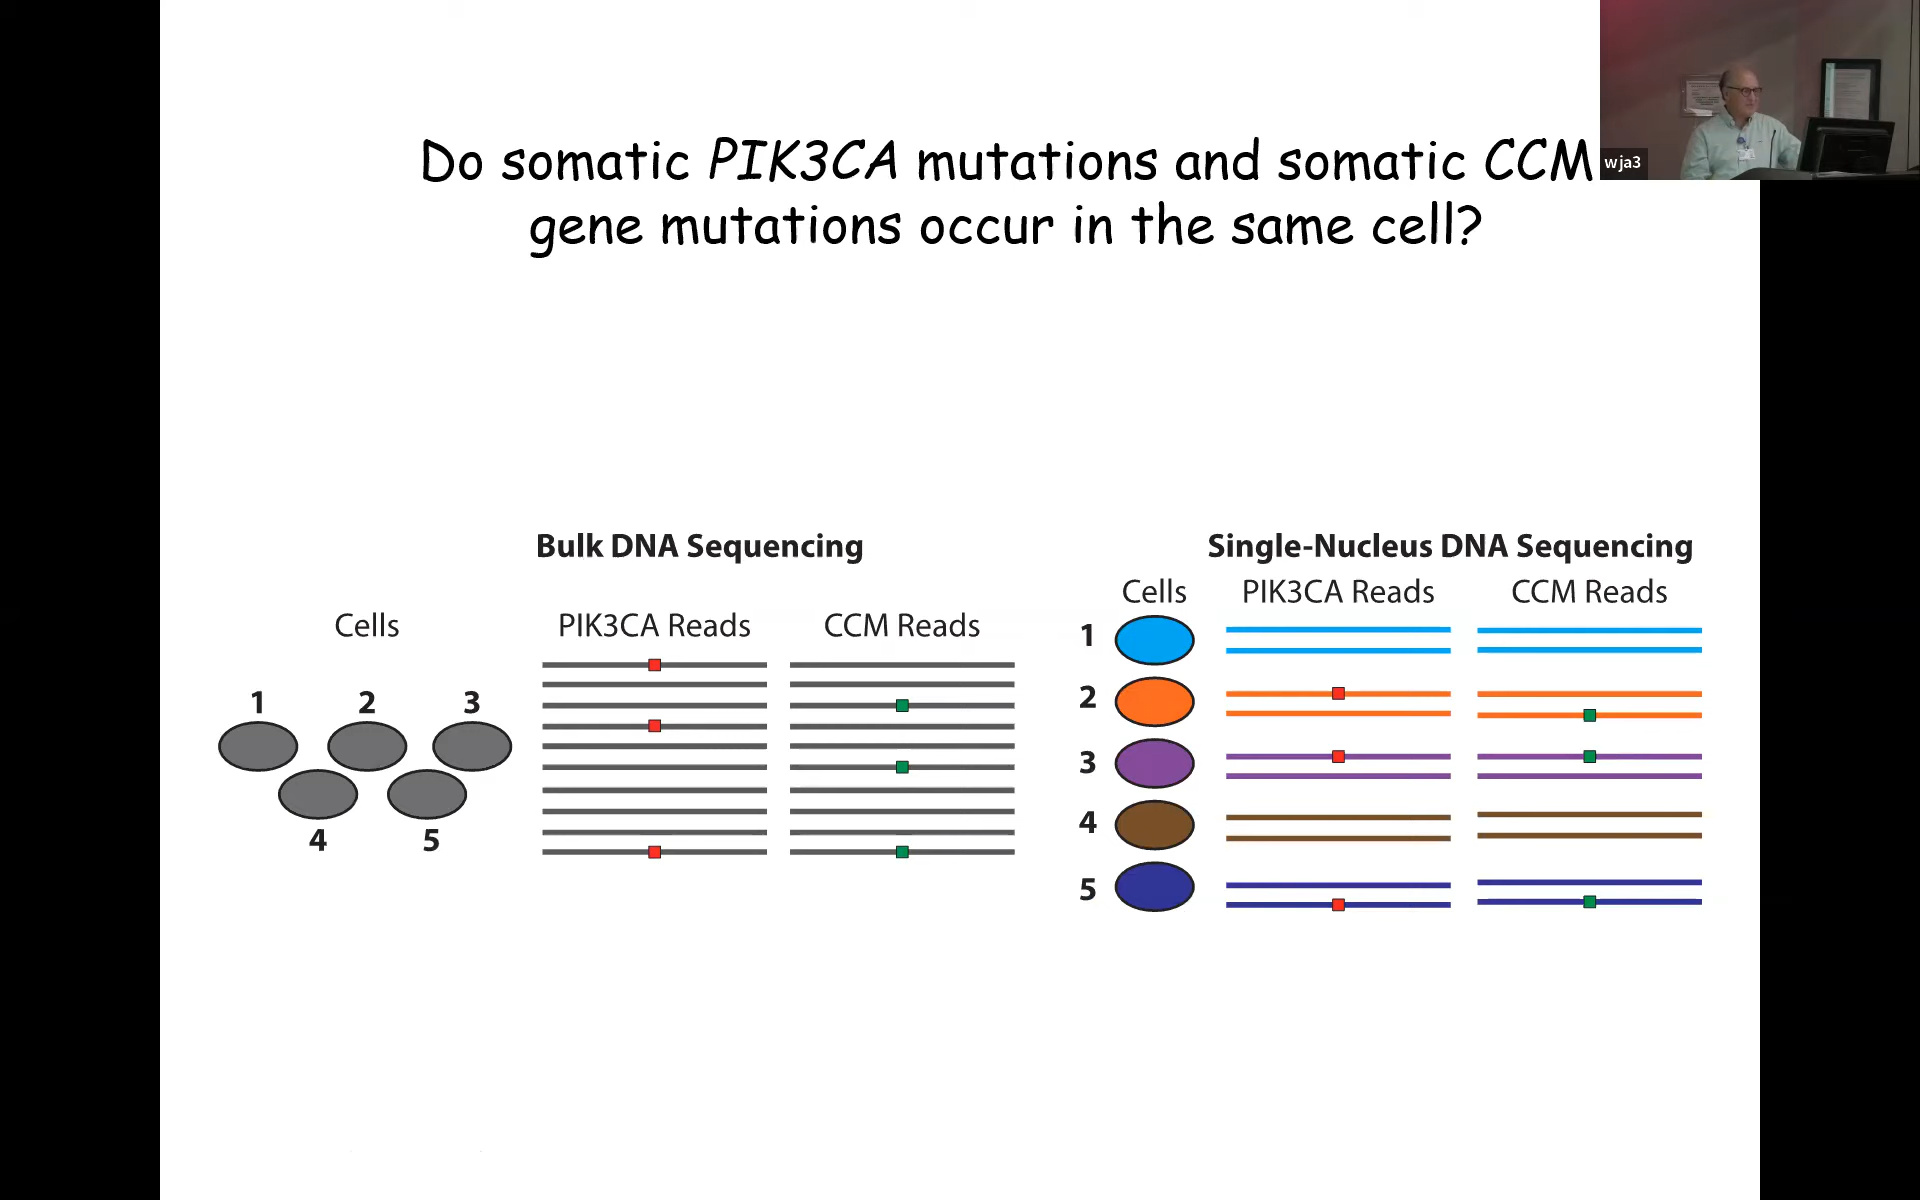 Do somatic PIK3CA mutations and somatic CCM
gene mutations occur in the same cell?
wja3
Bulk DNA Sequencing
Cells
PIK3CA Reads
CCM Reads
1
2
3
4
5
Single-Nucleus DNA Sequencing
Cells
PIK3CA Reads
CCM Reads
1
2
3
4
5